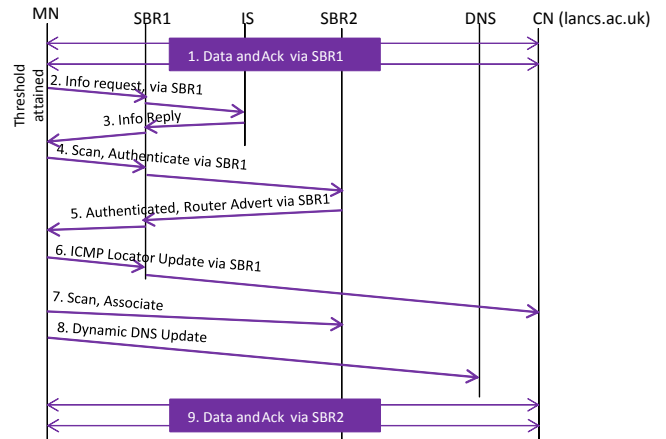 MN SBR1 IS SBR2 DNS CN (lancs.ac.uk)
1. Data and Ack via SBR1
Threshold
attained
2. Info request, via SBR1
3. Info Reply
4. Scan, Authenticate via SBR1
5. Authenticated, Router Advert via SBR1
6. ICMP Locator Update via SBR1
7. Scan, Associate
8. Dynamic DNS Update
9. Data and Ack via SBR2